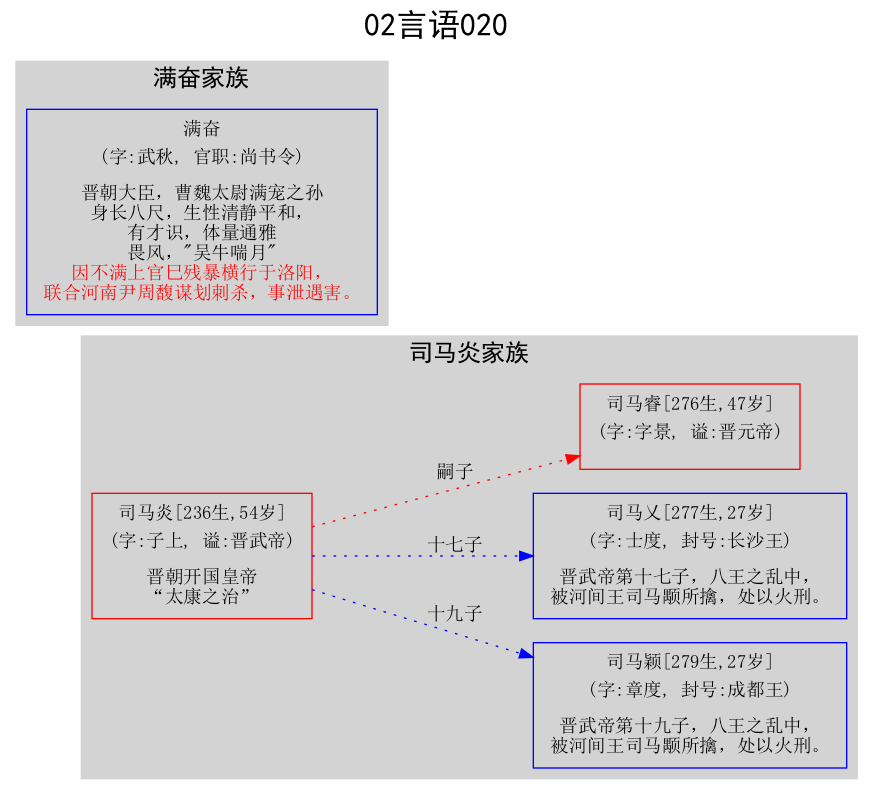 02言语020
满奋家族
满奋
(字:武秋, 官职:尚书令)
晋朝大臣，曹魏太尉满宠之孙
身长八尺，生性清静平和，
有才识，体量通雅
畏风，"吴牛喘月"
因不满上官巳残暴横行于洛阳，
联合河南尹周馥谋划刺杀，事泄遇害。
司马炎家族
司马睿[276生,47岁]
(字:字景, 谥:晋元帝)
嗣子
司马炎[236生,54岁]
(字:子上, 谥:晋武帝)
晋朝开国皇帝
“太康之治”
十七子
司马乂[277生,27岁]
(字:士度, 封号:长沙王)
晋武帝第十七子，八王之乱中，
被河间王司马颙所擒，处以火刑。
十九子
司马颖[279生,27岁]
(字:章度, 封号:成都王)
晋武帝第十九子，八王之乱中，
被河间王司马颙所擒，处以火刑。